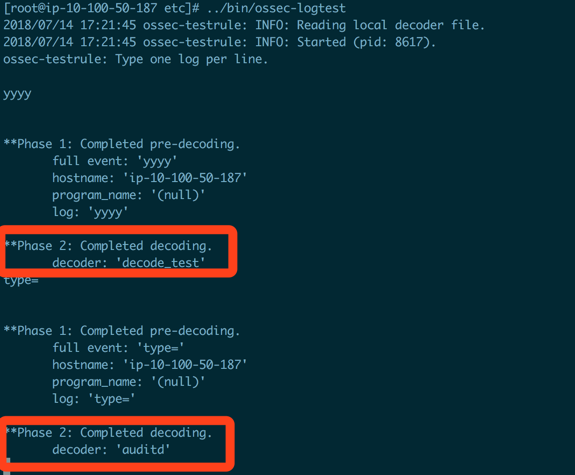 [root@ip-10-100-50-187 etc]# ../bin/ossec-logtest
2018/07/14 17:21:45 ossec-testrule: INFO: Reading local decoder file.
2018/07/14 17:21:45 ossec-testrule: INFO: Started (pid: 8617).
ossec-testrule: Type one log per line.
yyyy
**Phase 1: Completed pre-decoding.
full event: 'yyyy'
hostname: 'ip-10-100-50-187'
program_name: '(null)'
log: 'yyyy'
**Phase 2: Completed decoding.
decoder: 'decode_test'
type=
**Phase 1: Completed pre-decoding.
full event: 'type='
hostname: 'ip-10-100-50-187'
program_name: '(null)'
log: 'type='
**Phase 2: Completed decoding.
decoder: 'auditd'